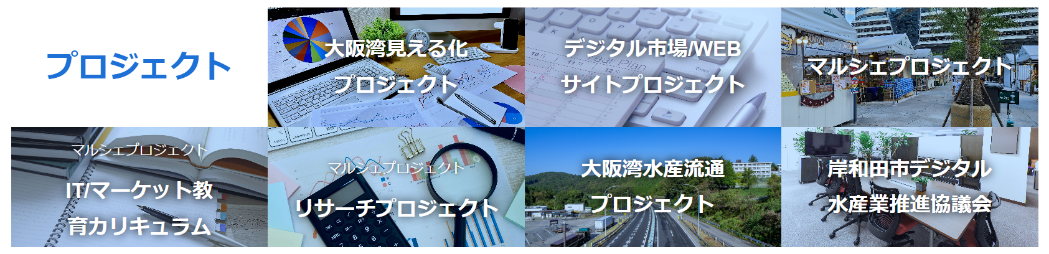 プロジェクト
大阪湾見える化
プロジェクト
デジタル市場/WEB
サイトプロジェクト
マルシェプロジェクト
マルシェプロジェクト
IT/マーケット教
育カリキュラム
マルシェプロジェクト
リサーチプロジェクト
大阪湾水産流通
プロジェクト
岸和田市デジタル
水産業推進協議会